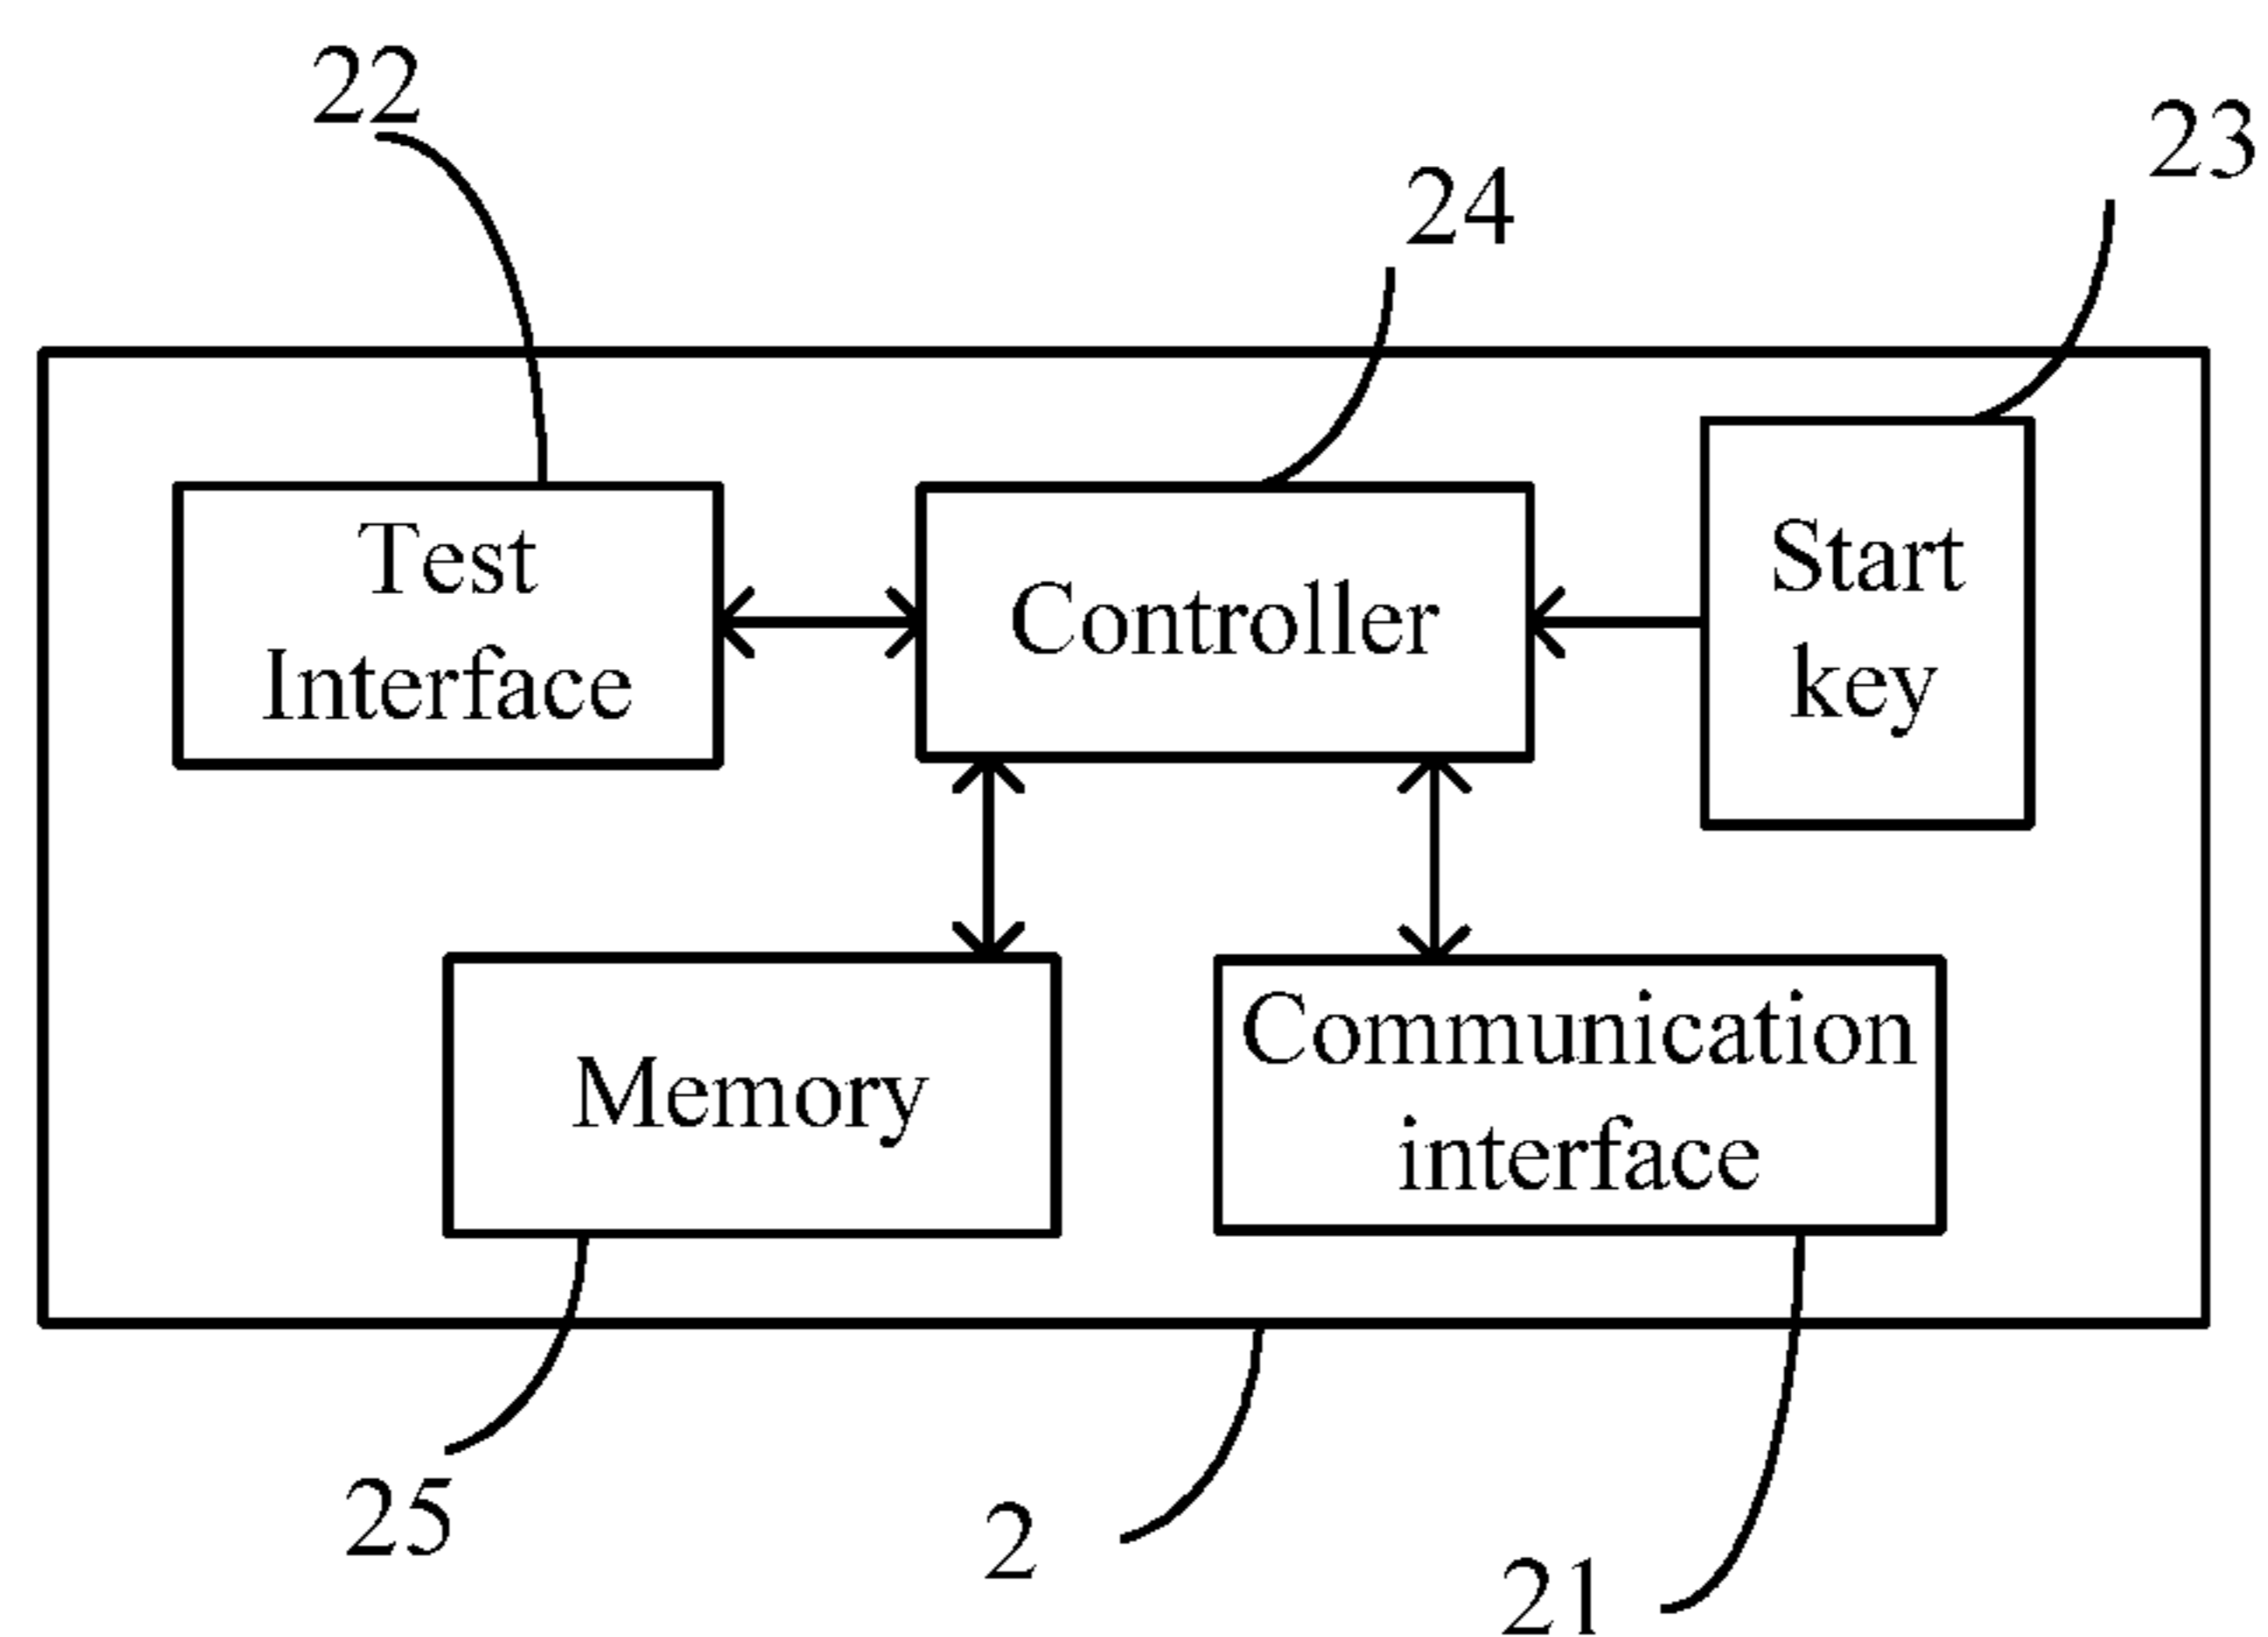 22
23
24
Test
Interface
Controller
Start
key
Memory
Communication
interface
25
2
21